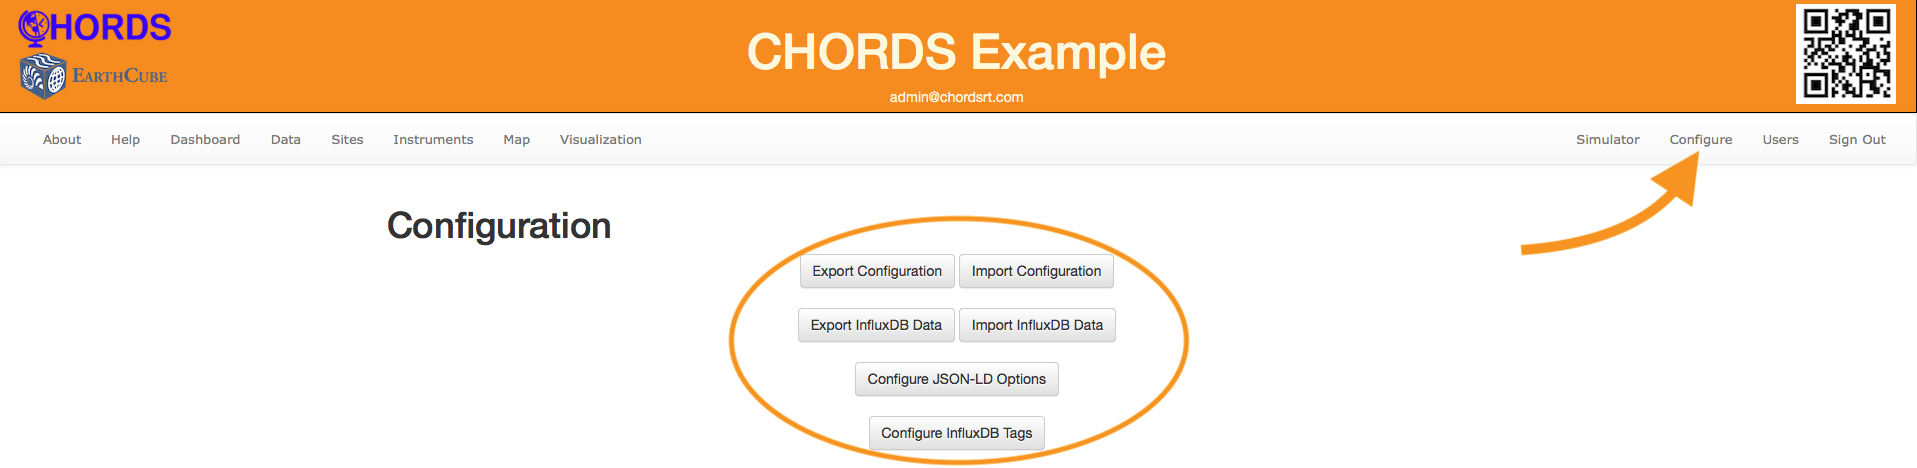 CHORDS
EARTHCUBE
CHORDS Example
admin@chordsrt.com
About Help Dashboard Data Sites Instruments Map Visualization Simulator Configure Users Sign Out
Configuration
Export Configuration Import Configuration
Export InfluxDB Data Import InfluxDB Data
Configure JSON-LD Options
Configure InfluxDB Tags